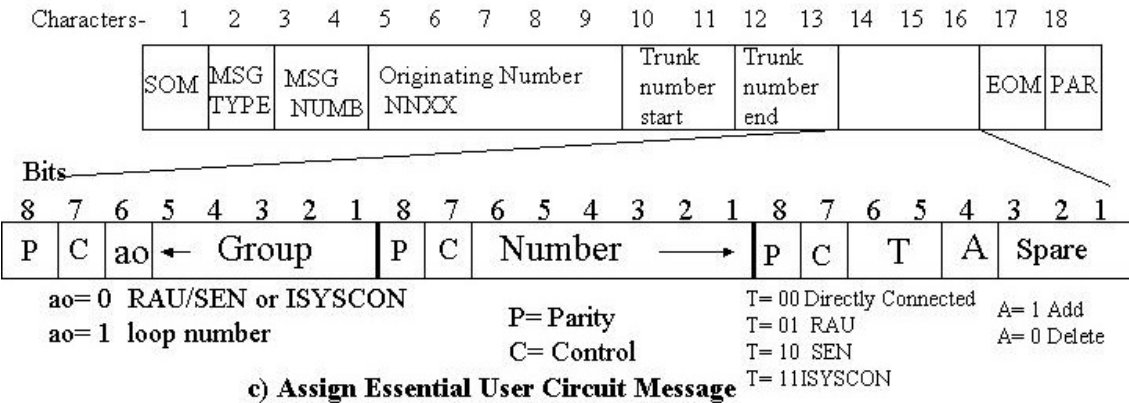 Characters- 1 2 3 4 5 6 7 8 9 10 11 12 13 14 15 16 17 18
SOM
MSG TYPE
MSG NUMB
Originating Number NNXX
Trunk number start
Trunk number end
EOM
PAR
Bits
8 7 6 5 4 3 2 1 8 7 6 5 4 3 2 1 8 7 6 5 4 3 2 1
P C ao ← Group P C Number → P C T A Spare
ao= 0 RAU/SEN or ISYSCON
ao= 1 loop number
P= Parity
C= Control
T= 00 Directly Connected
T= 01 RAU
T= 10 SEN
T= 11ISYSCON
A= 1 Add
A= 0 Delete
c) Assign Essential User Circuit Message